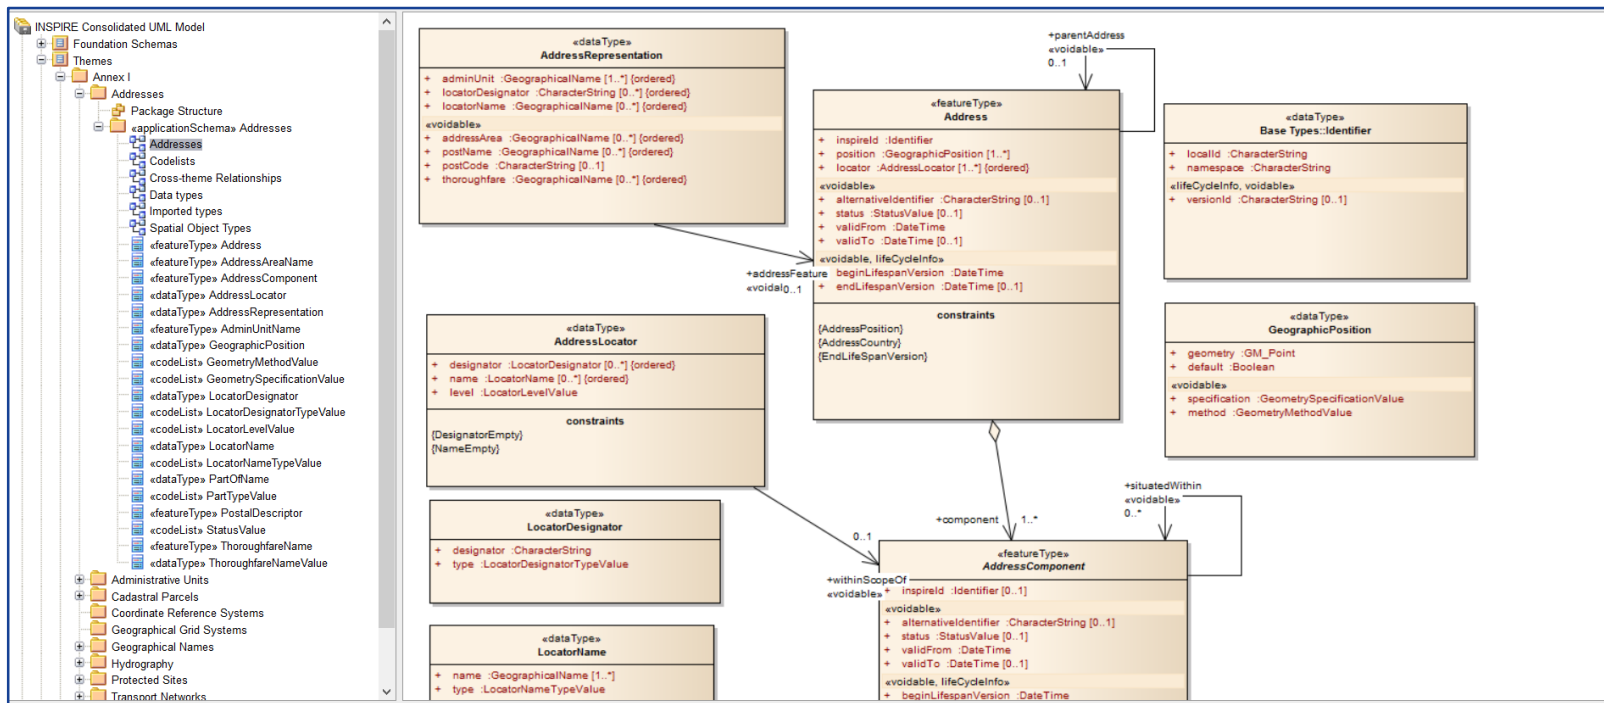 INSPIRE Consolidated UML Model
Foundation Schemas
Themes
Annex I
Addresses
Package Structure
«applicationSchema» Addresses
Addresses
Codelists
Cross-theme Relationships
Data types
Imported types
Spatial Object Types
«featureType» Address
«featureType» AddressAreaName
«featureType» AddressComponent
«dataType» AddressLocator
«dataType» AddressRepresentation
«featureType» AdminUnitName
«dataType» GeographicPosition
«codeList» GeometryMethodValue
«codeList» GeometrySpecificationValue
«dataType» LocatorDesignator
«codeList» LocatorDesignatorTypeValue
«codeList» LocatorLevelValue
«dataType» LocatorName
«codeList» LocatorNameTypeValue
«dataType» PartOfName
«codeList» PartTypeValue
«featureType» PostalDescriptor
«codeList» StatusValue
«featureType» ThoroughfareName
«dataType» ThoroughfareNameValue
Administrative Units
Cadastral Parcels
Coordinate Reference Systems
Geographical Grid Systems
Geographical Names
Hydrography
Protected Sites
Transport Networks
«dataType»
AddressRepresentation
+ adminUnit :GeographicalName [1..*] {ordered}
+ locatorDesignator :CharacterString [0..*] {ordered}
+ locatorName :GeographicalName [0..*] {ordered}
«voidable»
+ addressArea :GeographicalName [0..*] {ordered}
+ postName :GeographicalName [0..*] {ordered}
+ postCode :CharacterString [0..1]
+ thoroughfare :GeographicalName [0..*] {ordered}
+addressFeature
«voidable»
0..1
+parentAddress
«voidable»
0..1
«featureType»
Address
+ inspireId :Identifier
+ position :GeographicPosition [1..*]
+ locator :AddressLocator [1..*] {ordered}
«voidable»
+ alternativeIdentifier :CharacterString [0..1]
+ status :StatusValue [0..1]
+ validFrom :DateTime
+ validTo :DateTime [0..1]
«voidable, lifeCycleInfo»
+ beginLifespanVersion :DateTime
+ endLifespanVersion :DateTime [0..1]
constraints
{AddressPosition}
{AddressCountry}
{EndLifeSpanVersion}
«dataType»
Base Types::Identifier
+ localId :CharacterString
+ namespace :CharacterString
«lifeCycleInfo, voidable»
+ versionId :CharacterString [0..1]
«dataType»
GeographicPosition
+ geometry :GM_Point
+ default :Boolean
«voidable»
+ specification :GeometrySpecificationValue
+ method :GeometryMethodValue
«dataType»
AddressLocator
+ designator :LocatorDesignator [0..*] {ordered}
+ name :LocatorName [0..*] {ordered}
+ level :LocatorLevelValue
constraints
{DesignatorEmpty}
{NameEmpty}
«dataType»
LocatorDesignator
+ designator :CharacterString
+ type :LocatorDesignatorTypeValue
«dataType»
LocatorName
+ name :GeographicalName [1..*]
+ type :LocatorNameTypeValue
+component
1..*
0..1
+withinScopeOf
«voidable»
+situatedWithin
«voidable»
0..*
«featureType»
AddressComponent
+ inspireId :Identifier [0..1]
«voidable»
+ alternativeIdentifier :CharacterString [0..1]
+ status :StatusValue [0..1]
+ validFrom :DateTime
+ validTo :DateTime [0..1]
«voidable, lifeCycleInfo»
+ beginLifespanVersion :DateTime